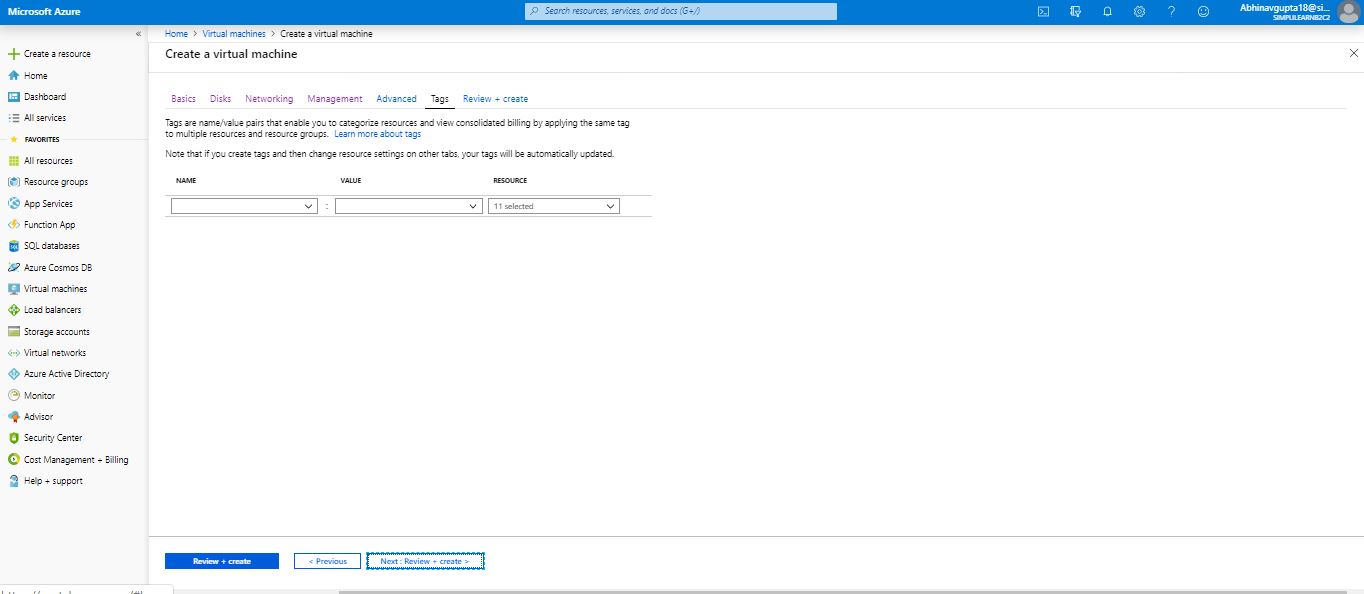 Microsoft Azure
Search resources, services, and docs (G+/)
Abhinavgupta18@si...
SIMPLILEARNB2C2
«
Create a resource
Home
Dashboard
All services
FAVORITES
All resources
Resource groups
App Services
Function App
SQL databases
Azure Cosmos DB
Virtual machines
Load balancers
Storage accounts
Virtual networks
Azure Active Directory
Monitor
Advisor
Security Center
Cost Management + Billing
Help + support
Home > Virtual machines > Create a virtual machine
Create a virtual machine
Basics Disks Networking Management Advanced Tags Review + create
Tags are name/value pairs that enable you to categorize resources and view consolidated billing by applying the same tag
to multiple resources and resource groups. Learn more about tags
Note that if you create tags and then change resource settings on other tabs, your tags will be automatically updated.
NAME VALUE RESOURCE
: 11 selected
Review + create < Previous Next : Review + create >